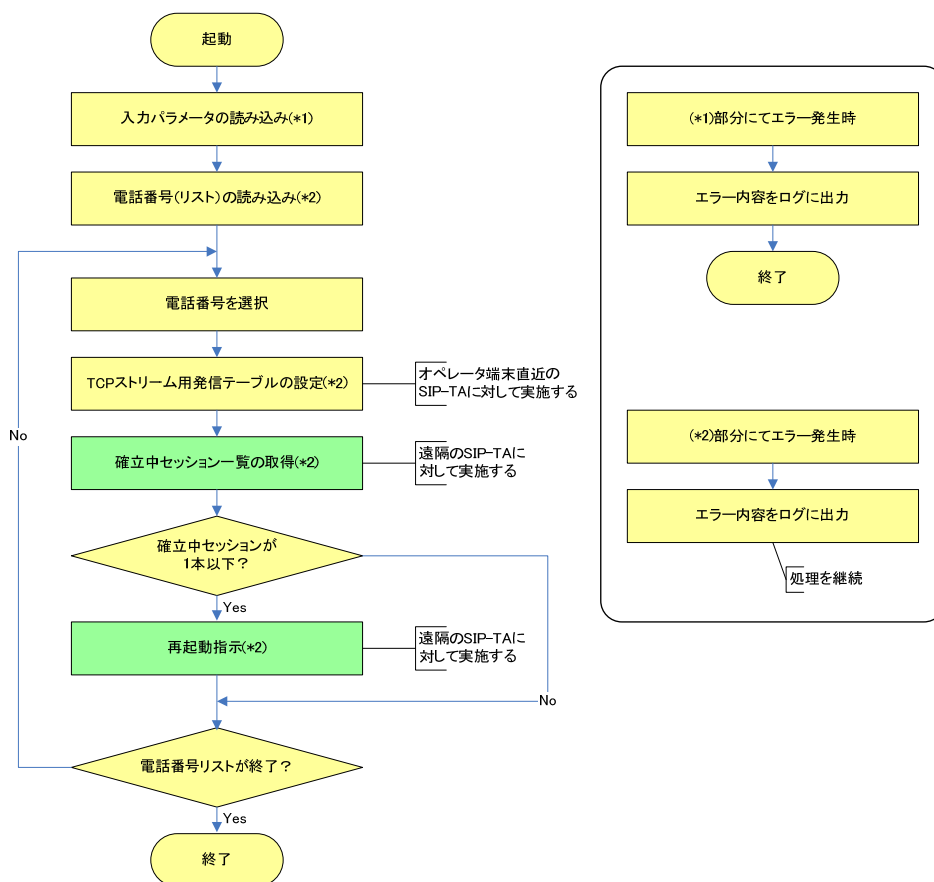 起動
入力パラメータの読み込み(*1)
電話番号(リスト)の読み込み(*2)
電話番号を選択
TCPストリーム用発信テーブルの設定(*2)
オペレータ端末直近の
SIP-TAに対して実施する
No
確立中セッション一覧の取得(*2)
遠隔のSIP-TAに
対して実施する
確立中セッションが
1本以下?
Yes
再起動指示(*2)
遠隔のSIP-TAに
対して実施する
No
電話番号リストが終了?
Yes
終了
(*1)部分にてエラー発生時
エラー内容をログに出力
終了
(*2)部分にてエラー発生時
エラー内容をログに出力
処理を継続